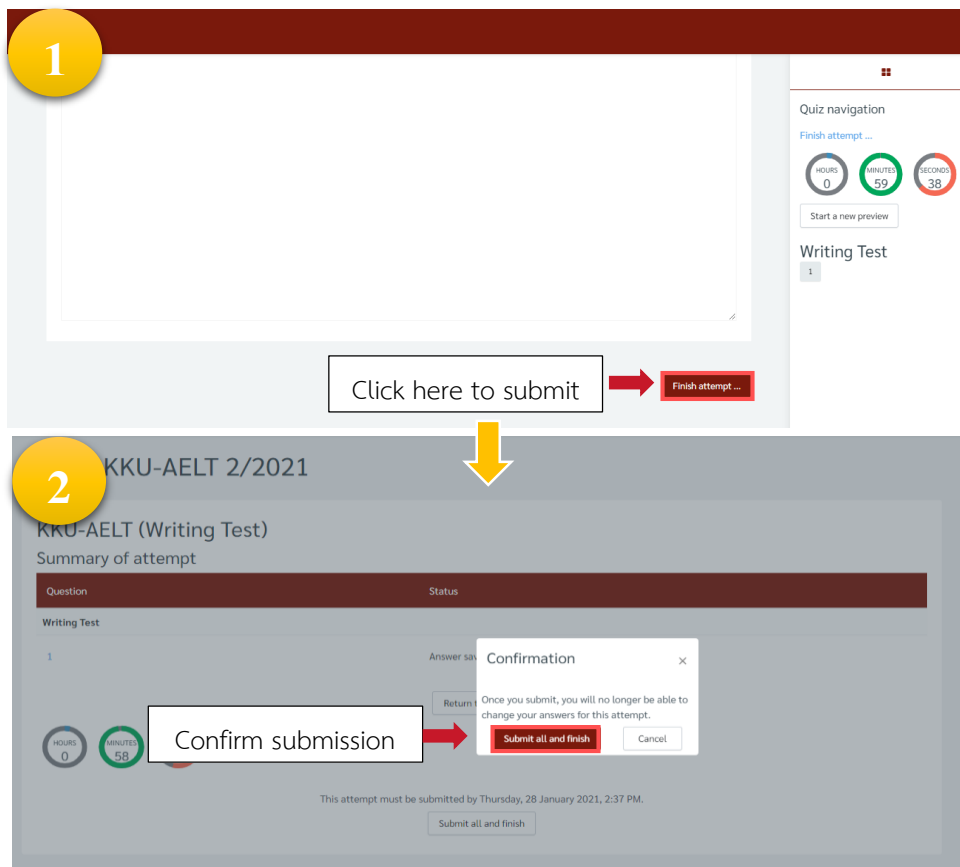 1
Quiz navigation
Finish attempt ...
HOURS
0
MINUTES
59
SECONDS
38
Start a new preview
Writing Test
1
Click here to submit
Finish attempt ...
2
KKU-AELT 2/2021
KKU-AELT (Writing Test)
Summary of attempt
Question Status
Writing Test
1 Answer
Confirmation ×
Return
Once you submit, you will no longer be able to
change your answers for this attempt.
Submit all and finish Cancel
Confirm submission
HOURS
0
MINUTES
58
This attempt must be submitted by Thursday, 28 January 2021, 2:37 PM.
Submit all and finish